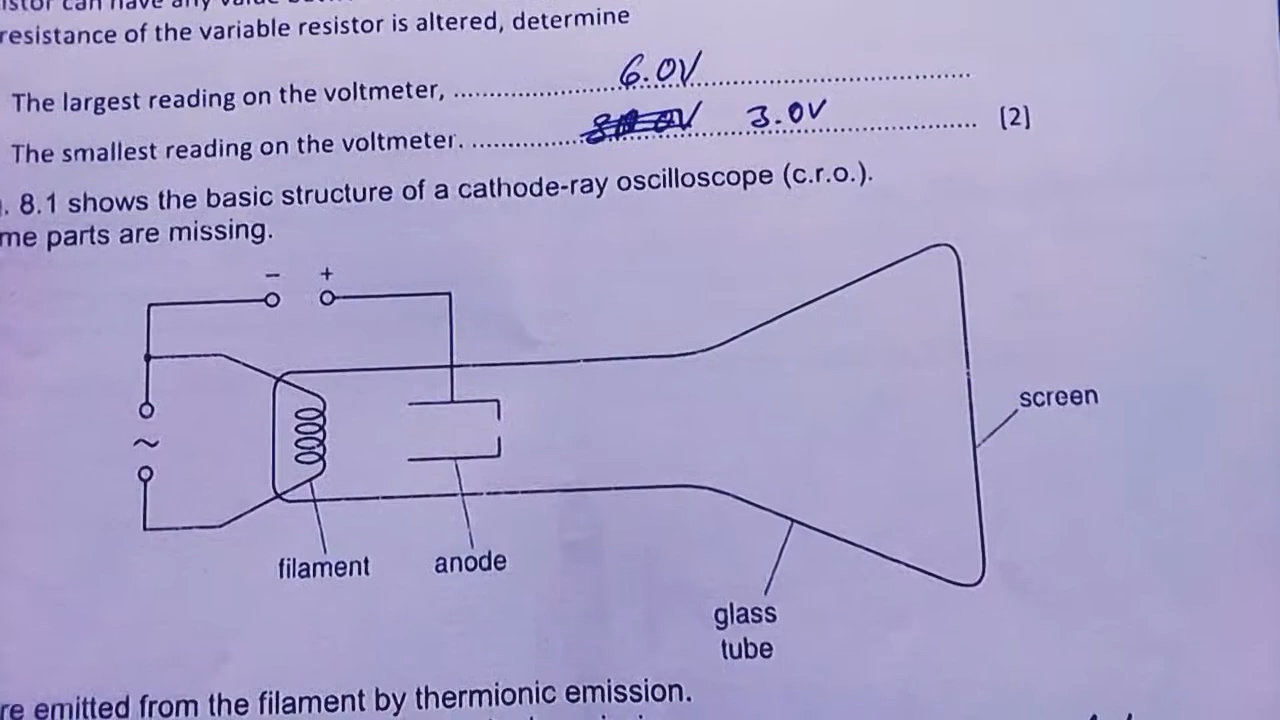 resistance of the variable resistor is altered, determine
The largest reading on the voltmeter, 6.0V
The smallest reading on the voltmeter. 3.0V [2]
. 8.1 shows the basic structure of a cathode-ray oscilloscope (c.r.o.).
me parts are missing.
− +
~
screen
filament
anode
glass
tube
re emitted from the filament by thermionic emission.